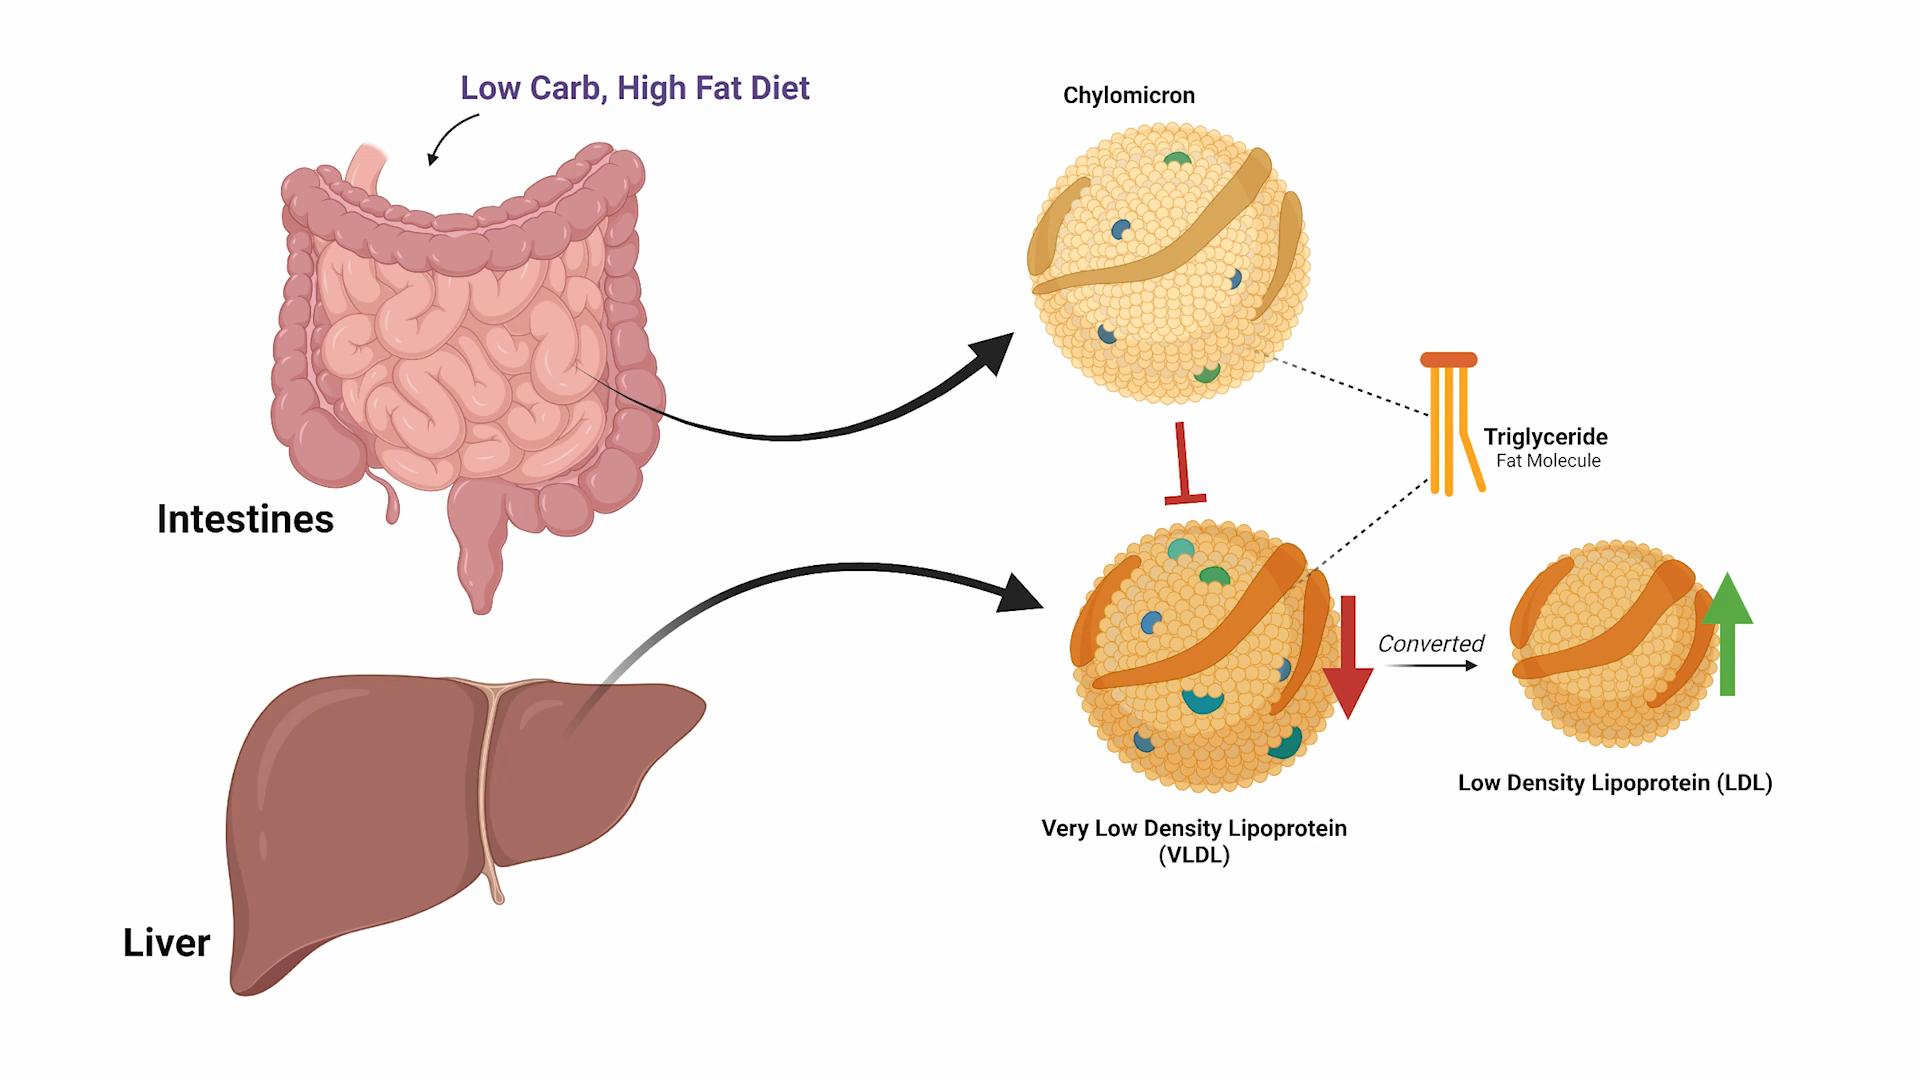 Low Carb, High Fat Diet
Chylomicron
Triglyceride
Fat Molecule
Intestines
Converted
Low Density Lipoprotein (LDL)
Very Low Density Lipoprotein
(VLDL)
Liver